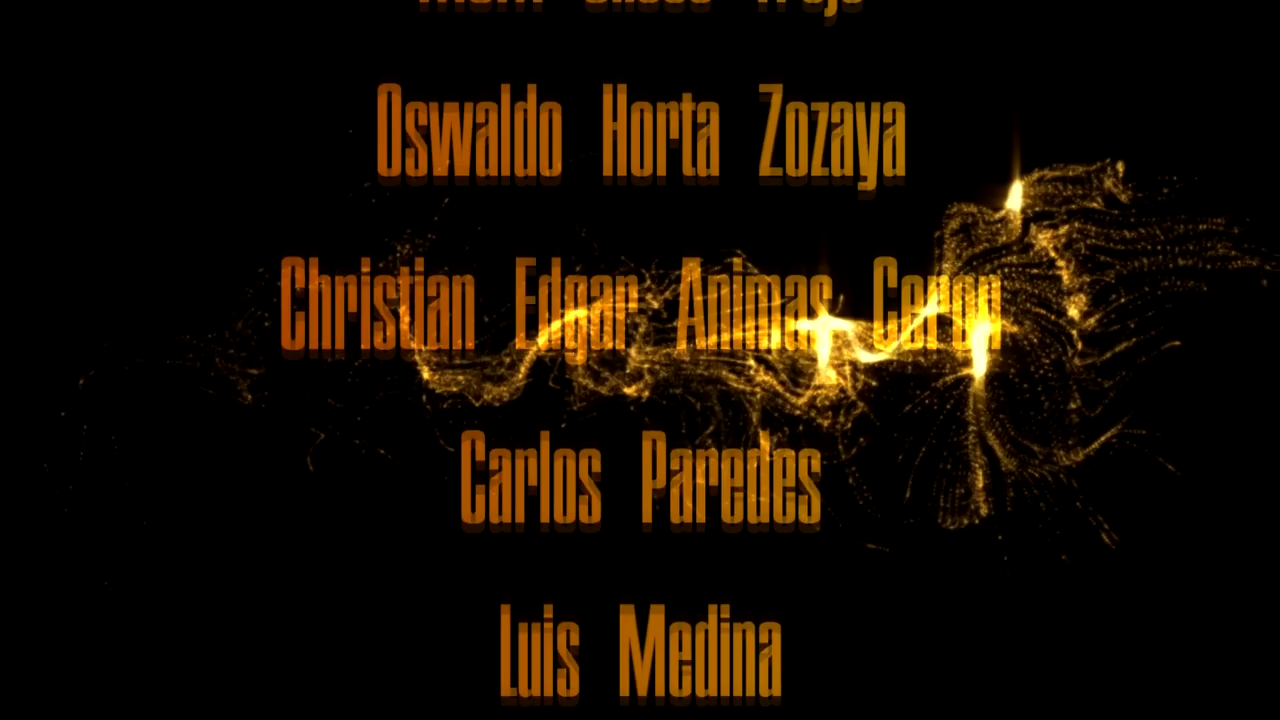 Oswaldo Horta Zozaya
Christian Edgar Animas Ceron
Carlos Paredes
Luis Medina